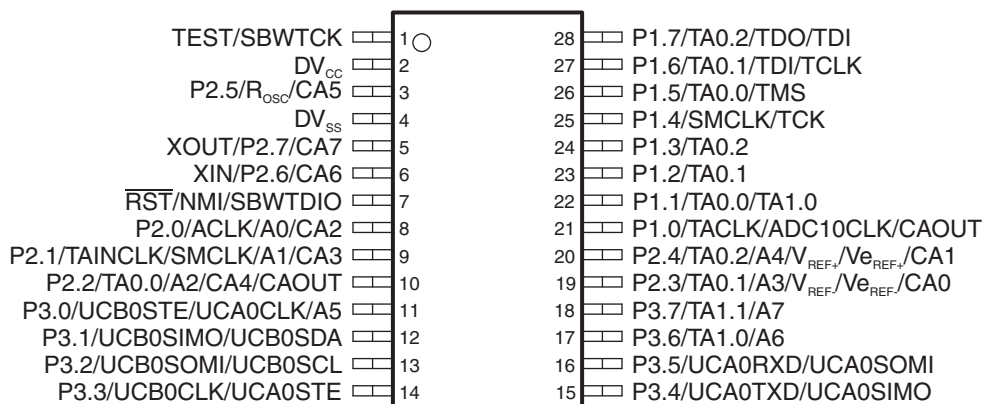 TEST/SBWTCK 1 28 P1.7/TA0.2/TDO/TDI
DVCC 2 27 P1.6/TA0.1/TDI/TCLK
P2.5/ROSC/CA5 3 26 P1.5/TA0.0/TMS
DVSS 4 25 P1.4/SMCLK/TCK
XOUT/P2.7/CA7 5 24 P1.3/TA0.2
XIN/P2.6/CA6 6 23 P1.2/TA0.1
RST/NMI/SBWTDIO 7 22 P1.1/TA0.0/TA1.0
P2.0/ACLK/A0/CA2 8 21 P1.0/TACLK/ADC10CLK/CAOUT
P2.1/TAINCLK/SMCLK/A1/CA3 9 20 P2.4/TA0.2/A4/VREF+/VeREF+/CA1
P2.2/TA0.0/A2/CA4/CAOUT 10 19 P2.3/TA0.1/A3/VREF-/VeREF-/CA0
P3.0/UCB0STE/UCA0CLK/A5 11 18 P3.7/TA1.1/A7
P3.1/UCB0SIMO/UCB0SDA 12 17 P3.6/TA1.0/A6
P3.2/UCB0SOMI/UCB0SCL 13 16 P3.5/UCA0RXD/UCA0SOMI
P3.3/UCB0CLK/UCA0STE 14 15 P3.4/UCA0TXD/UCA0SIMO